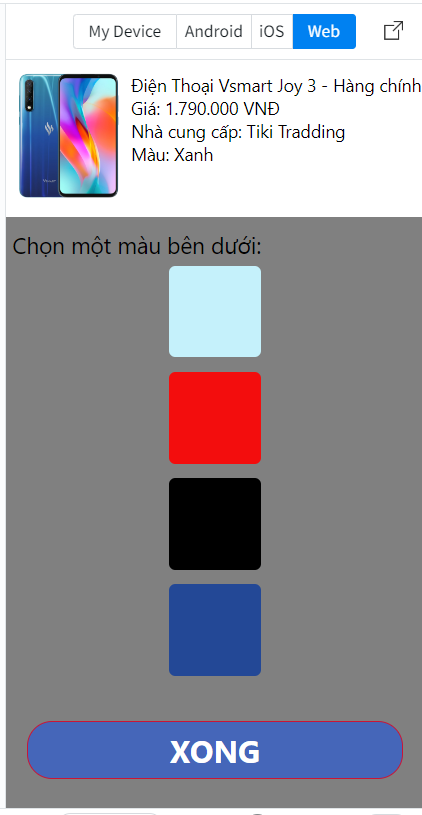 My Device Android iOS Web
Điện Thoại Vsmart Joy 3 - Hàng chính
Giá: 1.790.000 VNĐ
Nhà cung cấp: Tiki Tradding
Màu: Xanh
Chọn một màu bên dưới:
XONG